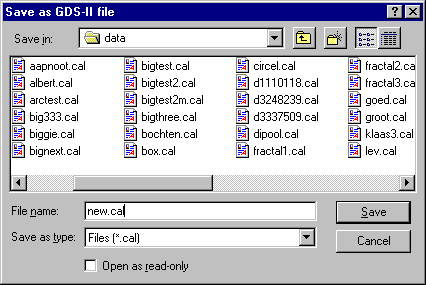 Save as GDS-II file
Save in: data
aapnoot.cal bigtest.cal circel.cal fractal2.cal
albert.cal bigtest2.cal d1110118.cal fractal3.cal
arctest.cal bigtest2m.cal d3248239.cal goed.cal
big333.cal bigthree.cal d3337509.cal groot.cal
biggie.cal bochten.cal dipool.cal klaas3.cal
bignext.cal box.cal fractal1.cal lev.cal
File name: new.cal Save
Save as type: Files (*.cal) Cancel
Open as read-only